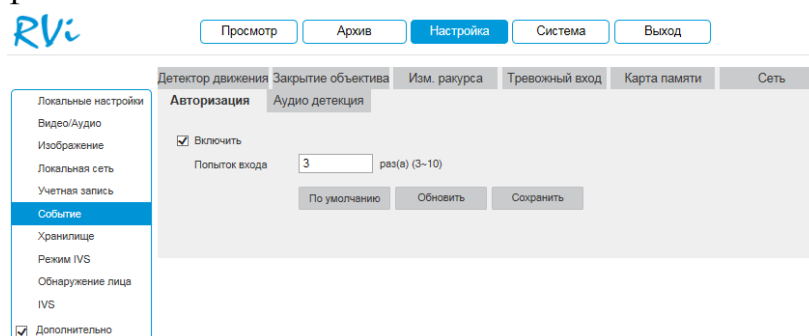 RVi
Просмотр Архив Настройка Система Выход
Детектор движения Закрытие объектива Изм. ракурса Тревожный вход Карта памяти Сеть
Авторизация Аудио детекция
Локальные настройки
Видео/Аудио
Изображение
Локальная сеть
Учетная запись
Событие
Хранилище
Режим IVS
Обнаружение лица
IVS
Дополнительно
Включить
Попыток входа 3 раз(а) (3~10)
По умолчанию Обновить Сохранить